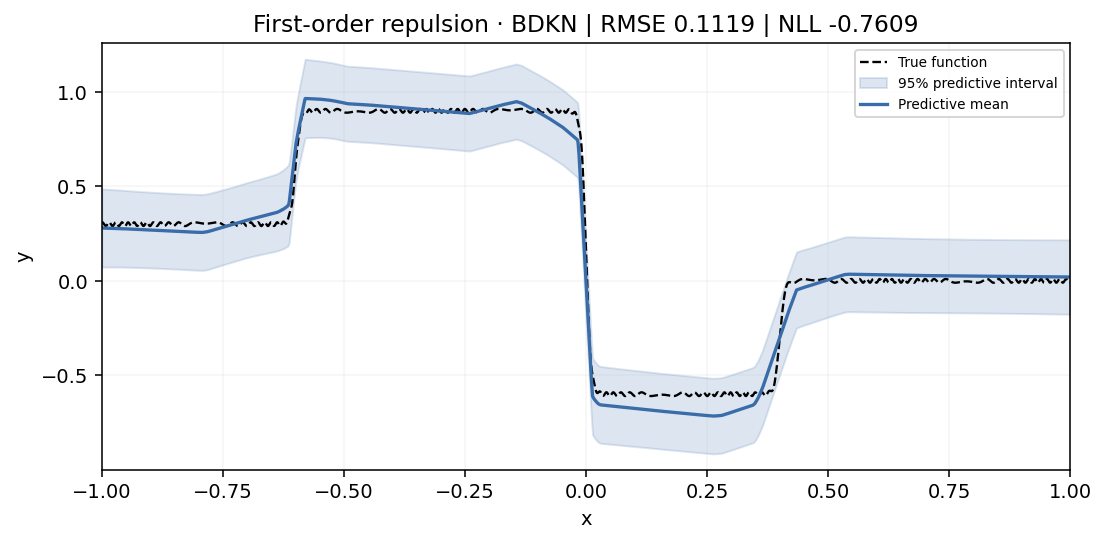 First-order repulsion · BDKN | RMSE 0.1119 | NLL -0.7609
True function
95% predictive interval
Predictive mean
y
1.0
0.5
0.0
−0.5
−1.00 −0.75 −0.50 −0.25 0.00 0.25 0.50 0.75 1.00
x